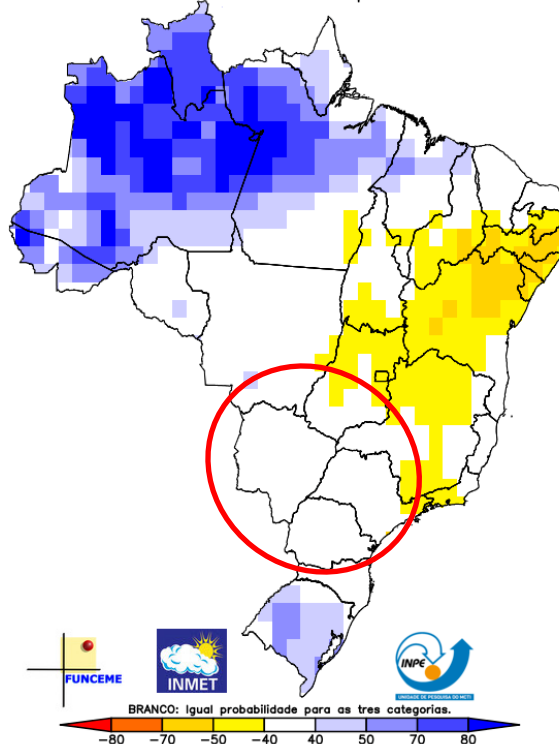 FUNCEME
INMET
INPE
UNIDADE DE PESQUISA DO MCTI
BRANCO: Igual probabilidade para as tres categorias.
-80 -70 -50 -40 40 50 70 80